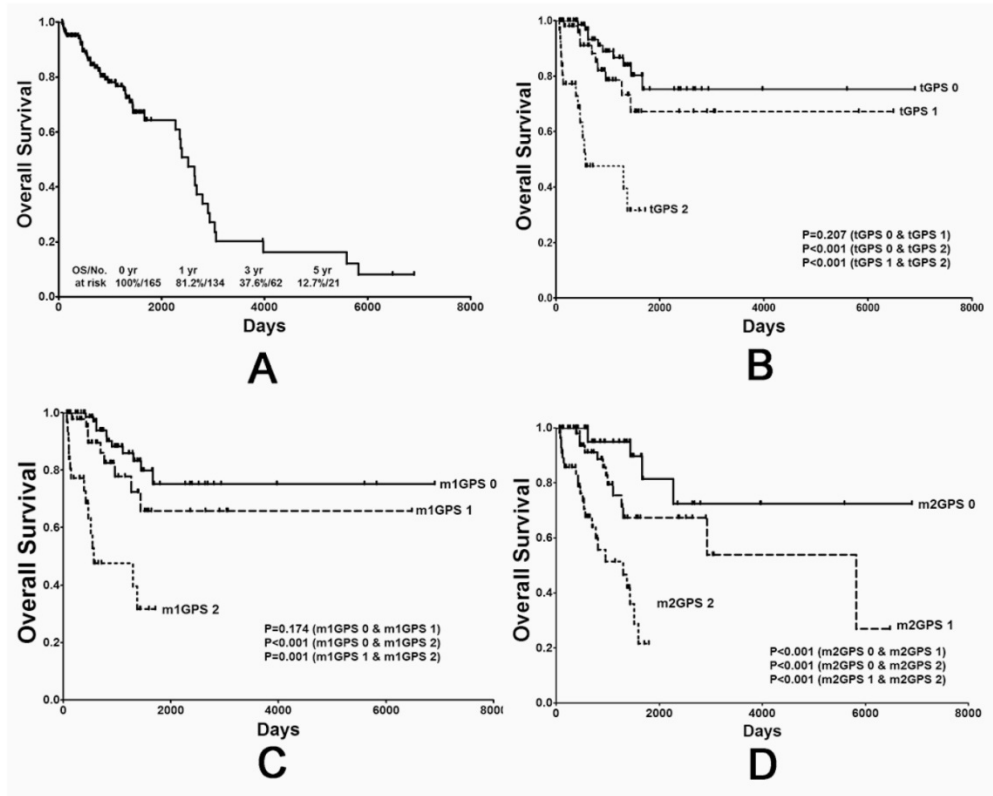 Overall Survival
1.0
0.8
0.6
0.4
0.2
0.0
OS/No. 0 yr 1 yr 3 yr 5 yr
at risk 100%/165 81.2%/134 37.6%/62 12.7%/21
0 2000 4000 6000 8000
Days
A
Overall Survival
1.0
0.8
0.6
0.4
0.2
0.0
tGPS 0
tGPS 1
tGPS 2
P=0.207 (tGPS 0 & tGPS 1)
P<0.001 (tGPS 0 & tGPS 2)
P<0.001 (tGPS 1 & tGPS 2)
0 2000 4000 6000 8000
Days
B
Overall Survival
1.0
0.8
0.6
0.4
0.2
0.0
m1GPS 0
m1GPS 1
m1GPS 2
P=0.174 (m1GPS 0 & m1GPS 1)
P<0.001 (m1GPS 0 & m1GPS 2)
P=0.001 (m1GPS 1 & m1GPS 2)
0 2000 4000 6000 800
Days
C
Overall Survival
1.0
0.8
0.6
0.4
0.2
0.0
m2GPS 0
m2GPS 2
m2GPS 1
P<0.001 (m2GPS 0 & m2GPS 1)
P<0.001 (m2GPS 0 & m2GPS 2)
P<0.001 (m2GPS 1 & m2GPS 2)
0 2000 4000 6000 8000
Days
D